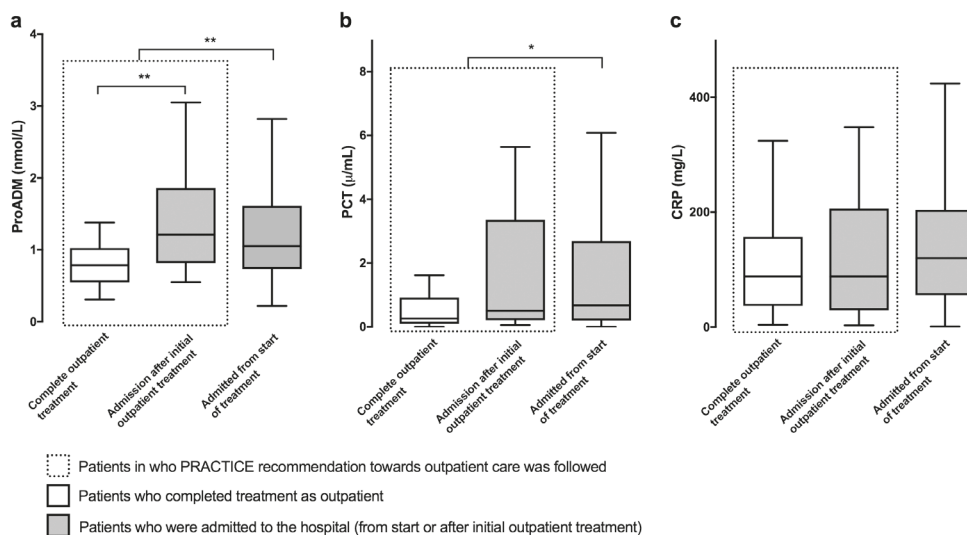 a
b
c
4
3
2
1
0
ProADM (nmol/L)
**
**
Complete outpatient
treatment
Admission after initial
outpatient treatment
Admitted from start
of treatment
8
6
4
2
0
PCT (µ/mL)
*
Complete outpatient
treatment
Admission after initial
outpatient treatment
Admitted from start
of treatment
400
200
0
CRP (mg/L)
Complete outpatient
treatment
Admission after initial
outpatient treatment
Admitted from start
of treatment
Patients in who PRACTICE recommendation towards outpatient care was followed
Patients who completed treatment as outpatient
Patients who were admitted to the hospital (from start or after initial outpatient treatment)